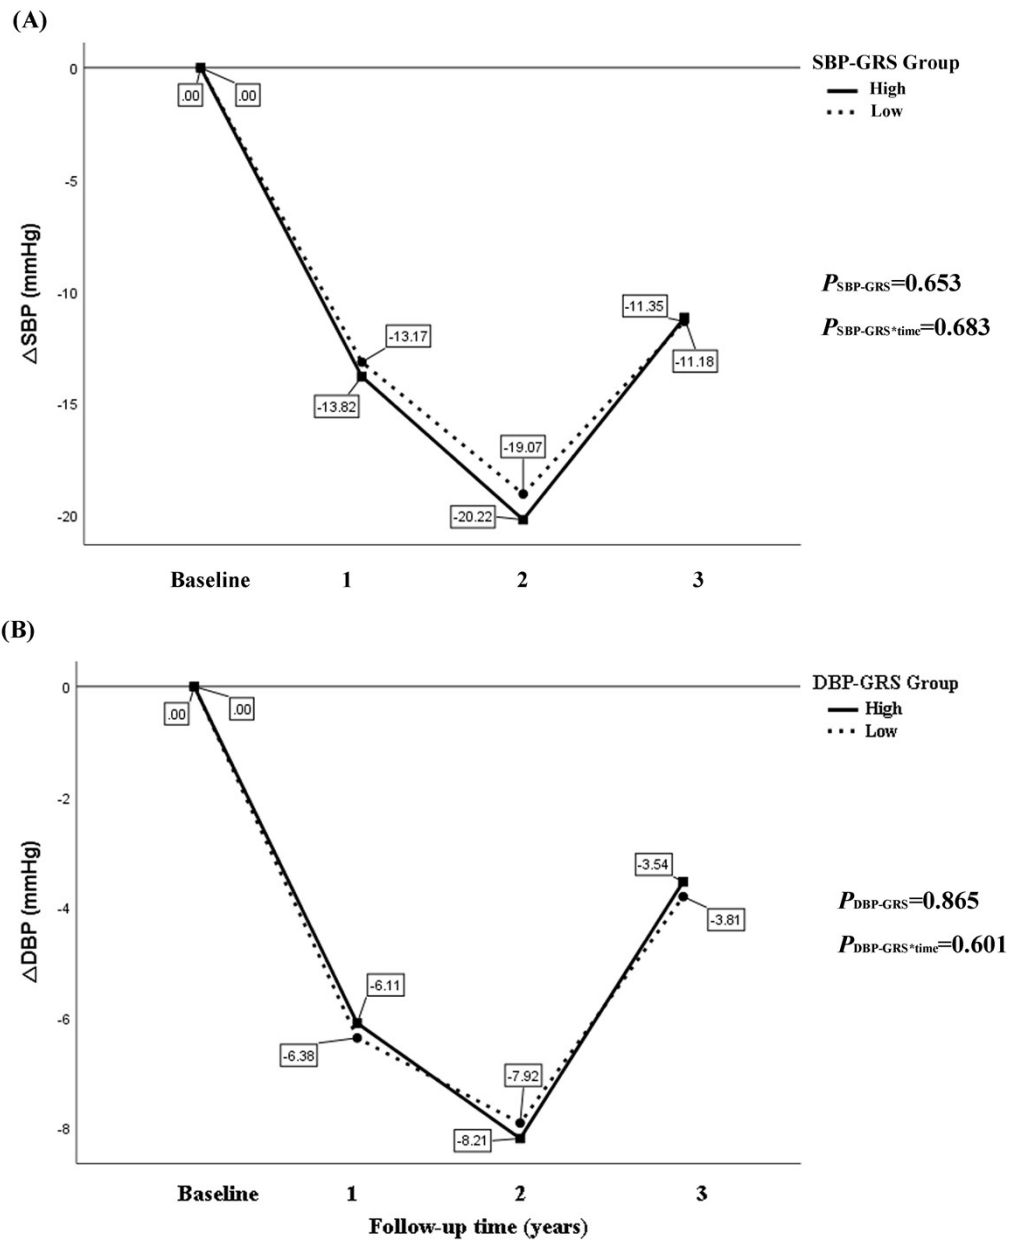 (A)
SBP-GRS Group
High
Low
0
.00
.00
-5
-10
-15
-20
△SBP (mmHg)
-13.17
-13.82
-19.07
-20.22
-11.35
-11.18
PSBP-GRS=0.653
PSBP-GRS*time=0.683
Baseline 1 2 3
(B)
DBP-GRS Group
High
Low
0
.00
.00
-2
-4
-6
-8
△DBP (mmHg)
-6.11
-6.38
-7.92
-8.21
-3.54
-3.81
PDBP-GRS=0.865
PDBP-GRS*time=0.601
Baseline 1 2 3
Follow-up time (years)